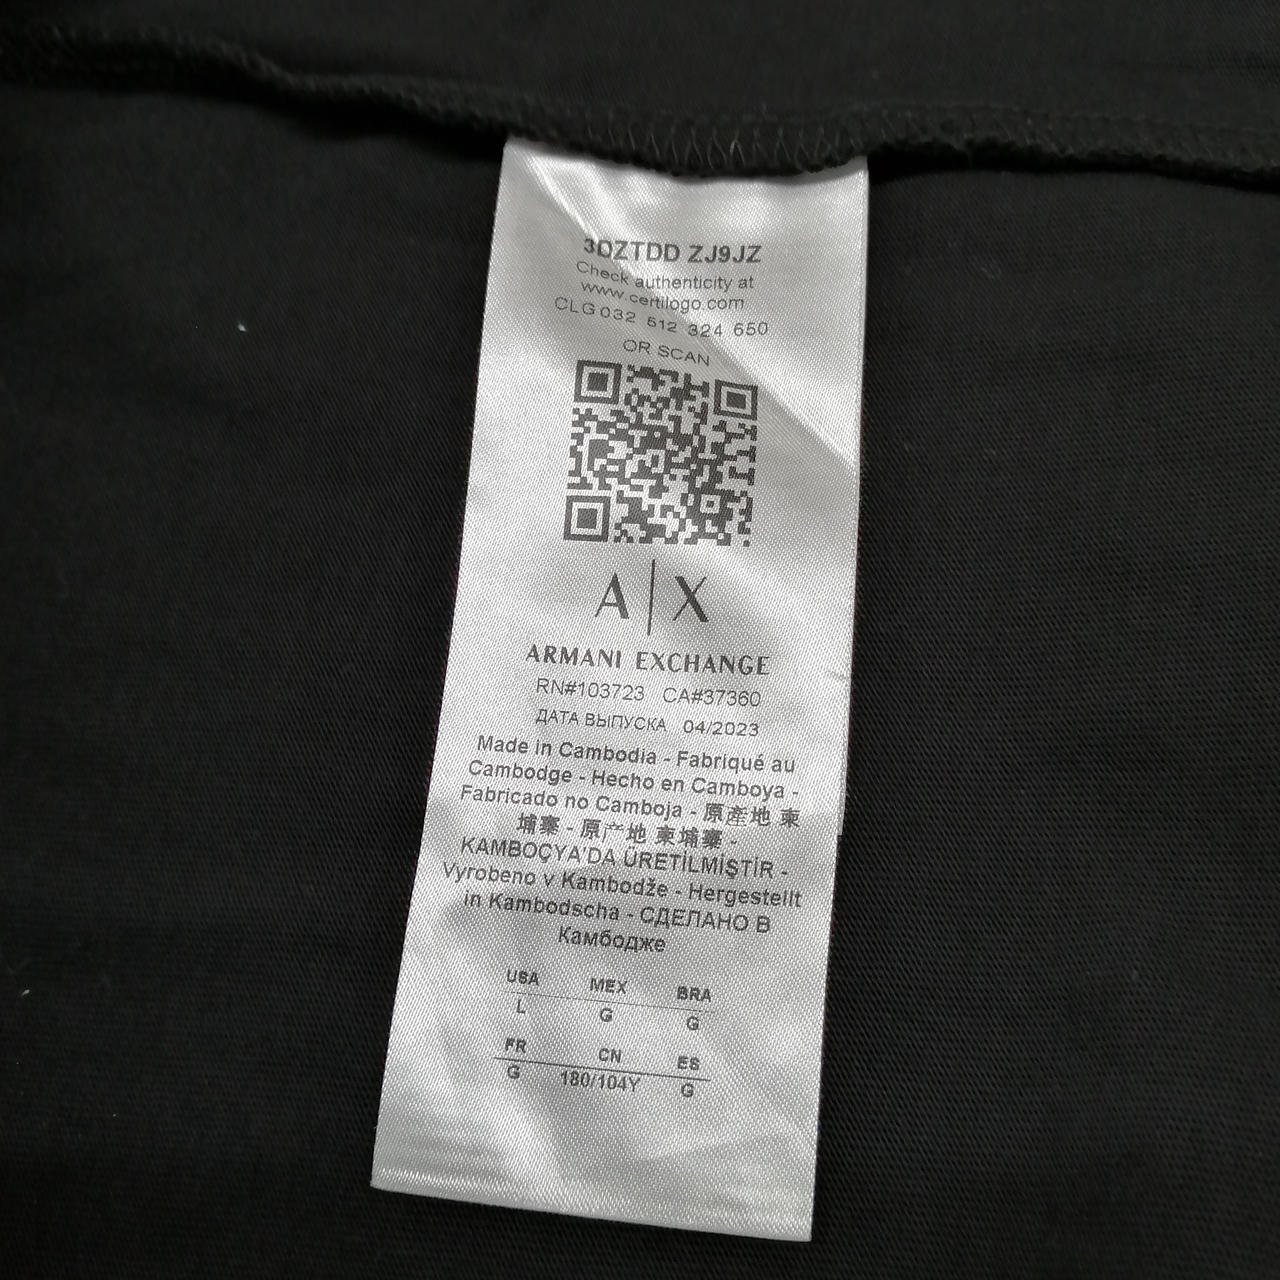 3DZTDD ZJ9JZ
Check authenticity at
www.certilogo.com
CLG 032 512 324 650
OR SCAN
A|X
ARMANI EXCHANGE
RN#103723 CA#37360
ДАТА ВЫПУСКА 04/2023
Made in Cambodia - Fabriqué au
Cambodge - Hecho en Camboya -
Fabricado no Camboja - 原產地 柬
埔寨 - 原产地 柬埔寨 -
KAMBOÇYA'DA ÜRETİLMİŞTİR -
Vyrobeno v Kambodže - Hergestellt
in Kambodscha - СДЕЛАНО В
Камбодже
USA MEX BRA
L G G
FR CN ES
G 180/104Y G